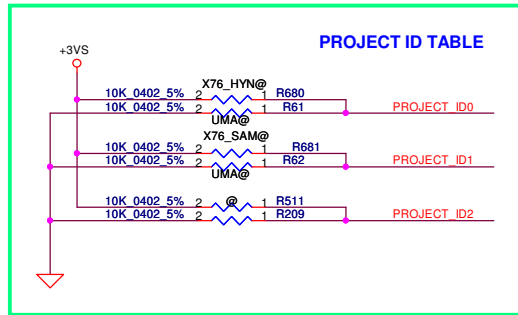 PROJECT ID TABLE
+3VS
X76_HYN@
10K_0402_5% 2 1 R680
10K_0402_5% 2 1 R61 PROJECT_ID0
UMA@
X76_SAM@
10K_0402_5% 2 1 R681
10K_0402_5% 2 1 R62 PROJECT_ID1
UMA@
10K_0402_5% 2 @ 1 R511
10K_0402_5% 2 1 R209 PROJECT_ID2